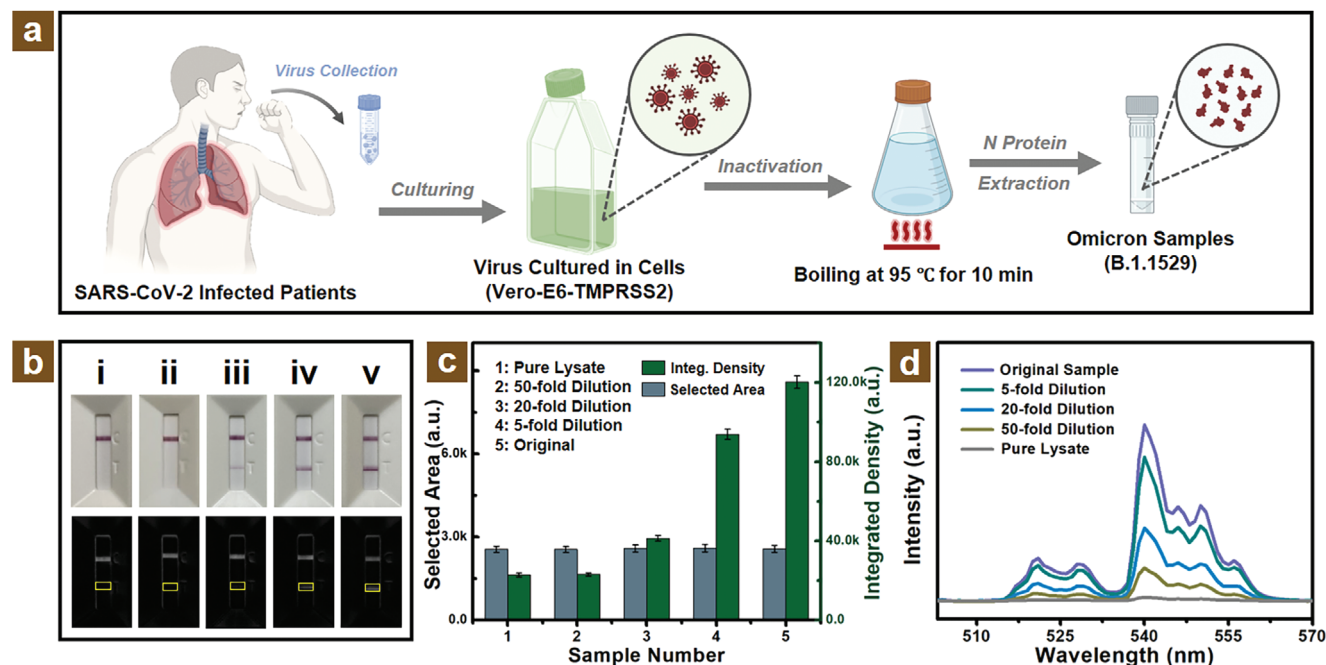 a
Virus Collection
Culturing
Inactivation
N Protein
Extraction
SARS-CoV-2 Infected Patients
Virus Cultured in Cells
(Vero-E6-TMPRSS2)
Boiling at 95 ℃ for 10 min
Omicron Samples
(B.1.1529)
b
i ii iii iv v
C C C C C
T T T T T
c
1: Pure Lysate
2: 50-fold Dilution
3: 20-fold Dilution
4: 5-fold Dilution
5: Original
Integ. Density
Selected Area
Selected Area (a.u.)
6.0k
3.0k
0.0
Integrated Density (a.u.)
120.0k
80.0k
40.0k
0.0
1 2 3 4 5
Sample Number
d
Original Sample
5-fold Dilution
20-fold Dilution
50-fold Dilution
Pure Lysate
Intensity (a.u.)
510 525 540 555 570
Wavelength (nm)